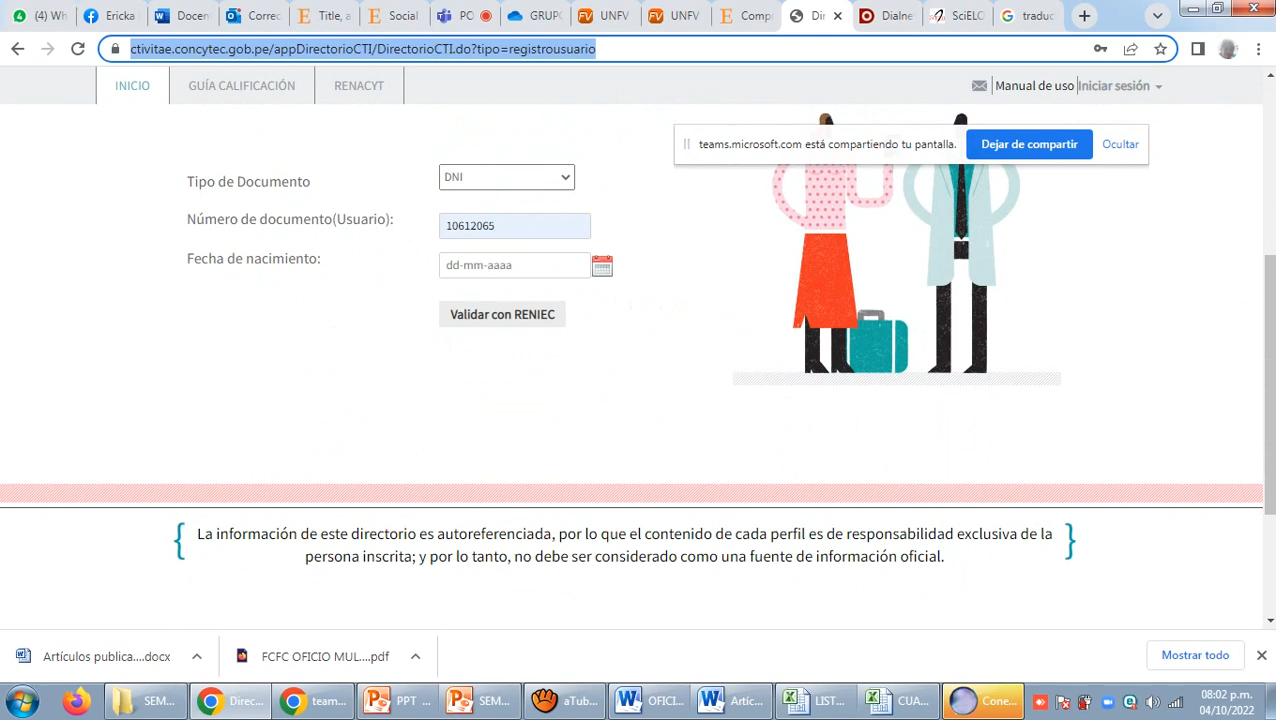 Wh
Ericka
Docen
Correc
Title, a
Social
PC
GRUP
UNFV
UNFV
Comp
Dir
Dialne
SciELO
traduc
ctivitae.concytec.gob.pe/appDirectorioCTI/DirectorioCTI.do?tipo=registrousuario
INICIO
GUÍA CALIFICACIÓN
RENACYT
Manual de uso
Iniciar sesión
teams.microsoft.com está compartiendo tu pantalla.
Dejar de compartir
Ocultar
Tipo de Documento
DNI
Número de documento(Usuario):
10612065
Fecha de nacimiento:
dd-mm-aaaa
Validar con RENIEC
{ La información de este directorio es autoreferenciada, por lo que el contenido de cada perfil es de responsabilidad exclusiva de la
persona inscrita; y por lo tanto, no debe ser considerado como una fuente de información oficial. }
Artículos publica....docx
FCFC OFICIO MUL....pdf
Mostrar todo
SEM...
Direc...
team...
PPT ...
SEM...
aTub...
OFICI...
Artíc...
LIST...
CUA...
Cone...
08:02 p.m.
04/10/2022